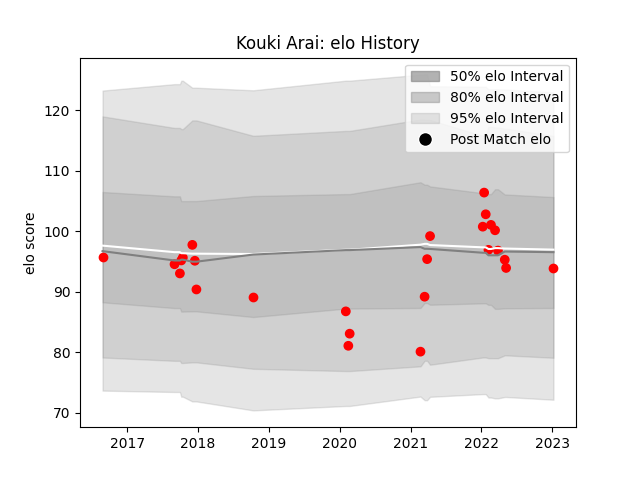 Kouki Arai: elo History
50% elo Interval
80% elo Interval
95% elo Interval
Post Match elo
elo score
120
110
100
90
80
70
2017 2018 2019 2020 2021 2022 2023